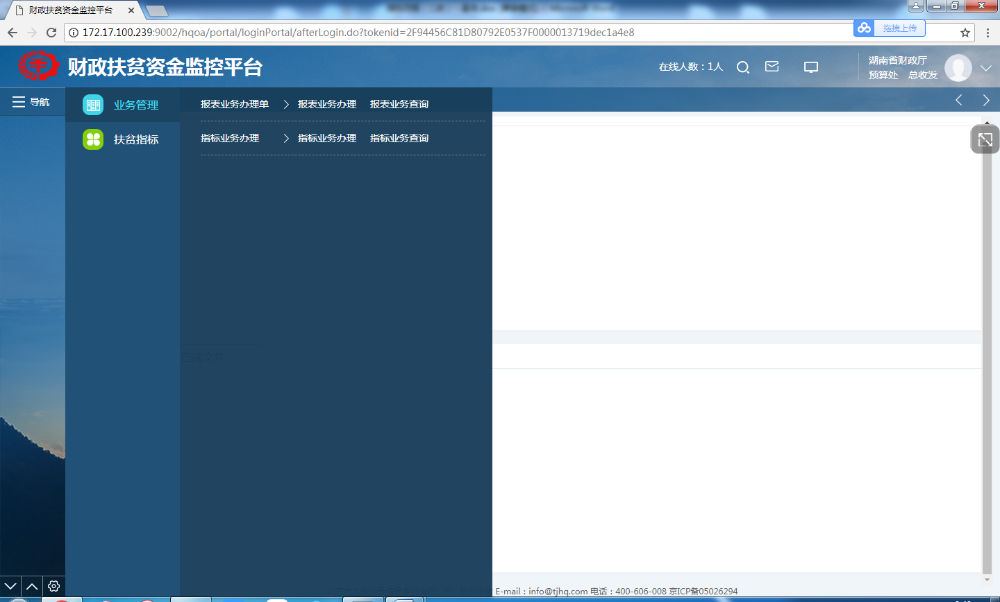 财政扶贫资金监控平台
172.17.100.239:9002/hqoa/portal/loginPortal/afterLogin.do?tokenid=2F94456C81D80792E0537F0000013719dec1a4e8
拖拽上传
财政扶贫资金监控平台
在线人数：1人
湖南省财政厅
预算处 总收发
导航
业务管理
报表业务办理单 报表业务办理 报表业务查询
扶贫指标
指标业务办理 指标业务办理 指标业务查询
已阅文件
E-mail：info@tjhq.com 电话：400-606-008 京ICP备05026294